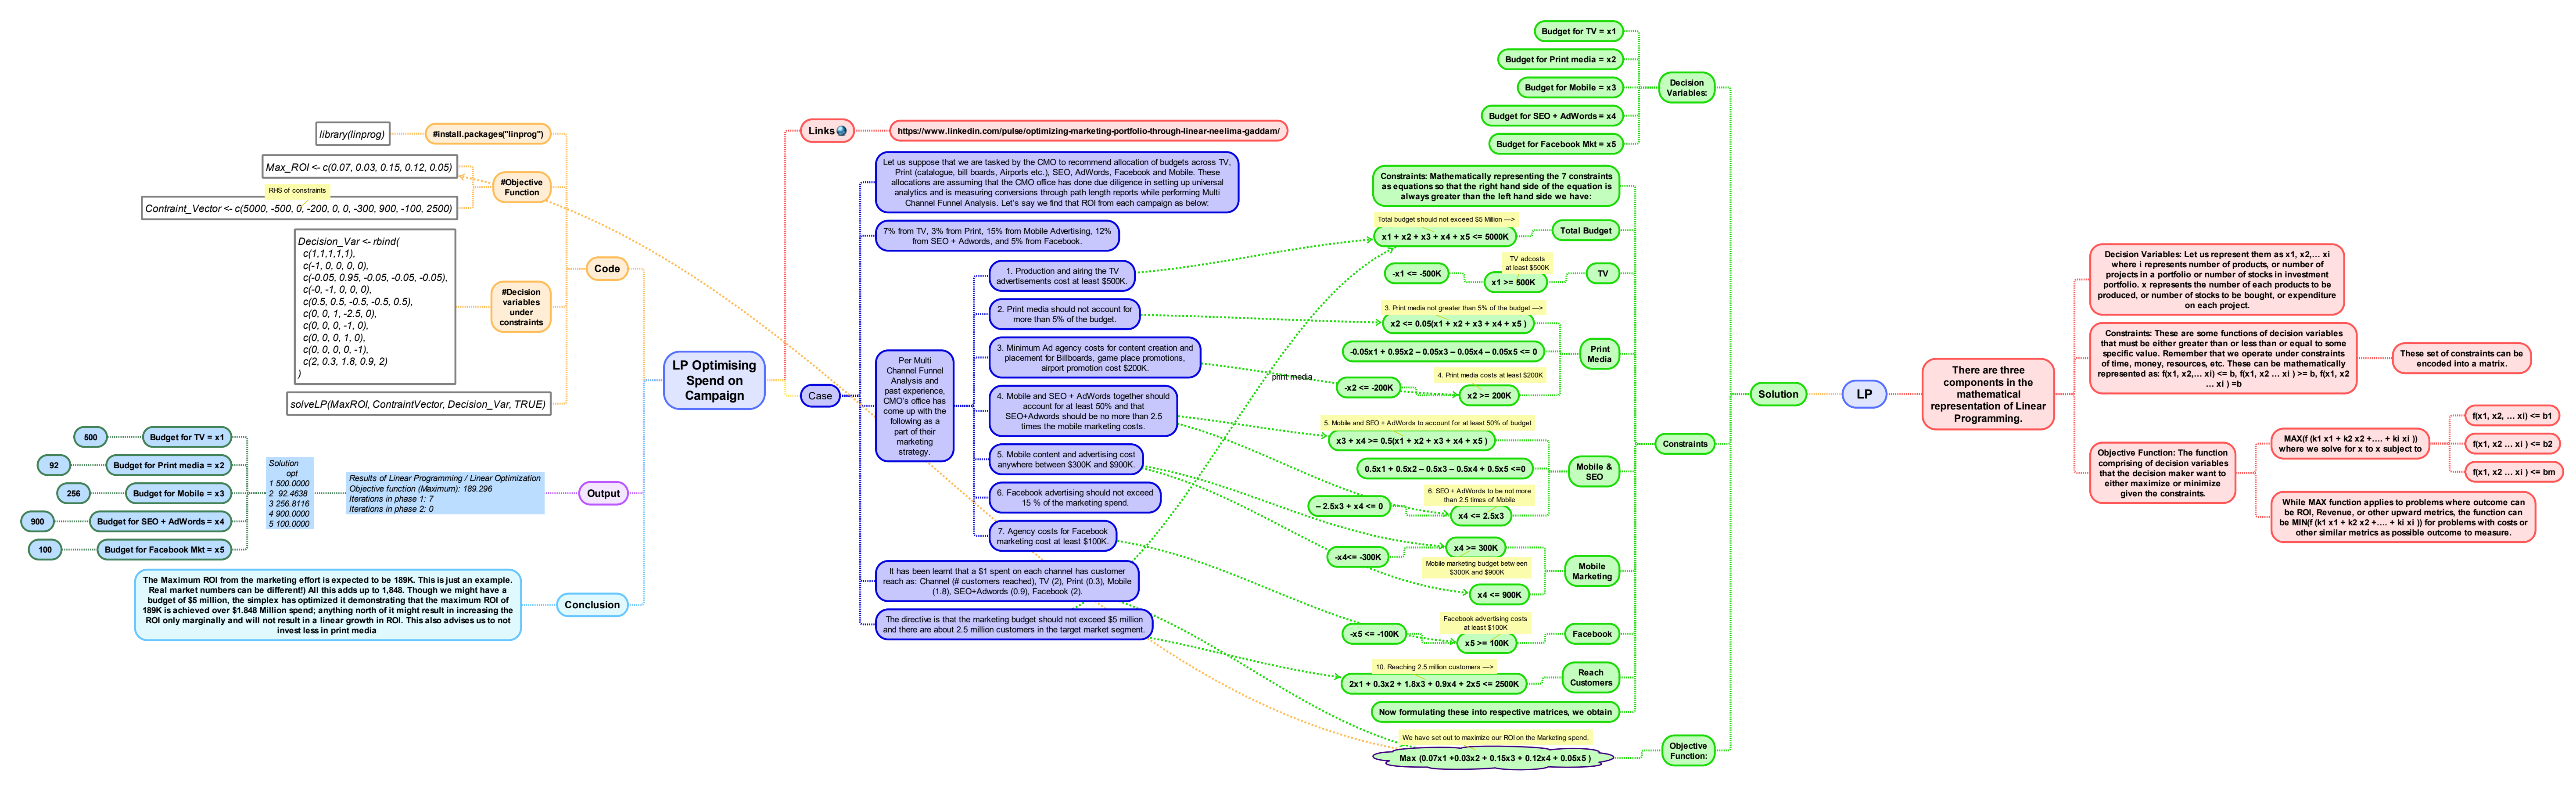 library(linprog)
#install.packages("linprog")
Max_ROI <- c(0.07, 0.03, 0.15, 0.12, 0.05)
RHS of constraints
Contraint_Vector <- c(5000, -500, 0, -200, 0, 0, -300, 900, -100, 2500)
#Objective
Function
Decision_Var <- rbind(
c(1,1,1,1,1),
c(-1, 0, 0, 0, 0),
c(-0.05, 0.95, -0.05, -0.05, -0.05),
c(-0, -1, 0, 0, 0),
c(0.5, 0.5, -0.5, -0.5, 0.5),
c(0, 0, 1, -2.5, 0),
c(0, 0, 0, -1, 0),
c(0, 0, 0, 1, 0),
c(0, 0, 0, 0, -1),
c(2, 0.3, 1.8, 0.9, 2)
)
#Decision
variables
under
constraints
solveLP(MaxROI, ContraintVector, Decision_Var, TRUE)
Code
500
Budget for TV = x1
92
Budget for Print media = x2
256
Budget for Mobile = x3
900
Budget for SEO + AdWords = x4
100
Budget for Facebook Mkt = x5
Solution
opt
1 500.0000
2 92.4638
3 256.8116
4 900.0000
5 100.0000
Results of Linear Programming / Linear Optimization
Objective function (Maximum): 189.296
Iterations in phase 1: 7
Iterations in phase 2: 0
Output
The Maximum ROI from the marketing effort is expected to be 189K. This is just an example.
Real market numbers can be different!) All this adds up to 1,848. Though we might have a
budget of $5 million, the simplex has optimized it demonstrating that the maximum ROI of
189K is achieved over $1.848 Million spend; anything north of it might result in increasing the
ROI only marginally and will not result in a linear growth in ROI. This also advises us to not
invest less in print media
Conclusion
LP Optimising
Spend on
Campaign
Links
https://www.linkedin.com/pulse/optimizing-marketing-portfolio-through-linear-neelima-gaddam/
Case
Let us suppose that we are tasked by the CMO to recommend allocation of budgets across TV,
Print (catalogue, bill boards, Airports etc.), SEO, AdWords, Facebook and Mobile. These
allocations are assuming that the CMO office has done due diligence in setting up universal
analytics and is measuring conversions through path length reports while performing Multi
Channel Funnel Analysis. Let's say we find that ROI from each campaign as below:
7% from TV, 3% from Print, 15% from Mobile Advertising, 12%
from SEO + Adwords, and 5% from Facebook.
Per Multi
Channel Funnel
Analysis and
past experience,
CMO's office has
come up with the
following as a
part of their
marketing
strategy.
1. Production and airing the TV
advertisements cost at least $500K.
2. Print media should not account for
more than 5% of the budget.
3. Minimum Ad agency costs for content creation and
placement for Billboards, game place promotions,
airport promotion cost $200K.
4. Mobile and SEO + AdWords together should
account for at least 50% and that
SEO+Adwords should be no more than 2.5
times the mobile marketing costs.
5. Mobile content and advertising cost
anywhere between $300K and $900K.
6. Facebook advertising should not exceed
15 % of the marketing spend.
7. Agency costs for Facebook
marketing cost at least $100K.
It has been learnt that a $1 spent on each channel has customer
reach as: Channel (# customers reached), TV (2), Print (0.3), Mobile
(1.8), SEO+Adwords (0.9), Facebook (2).
The directive is that the marketing budget should not exceed $5 million
and there are about 2.5 million customers in the target market segment.
print media
Budget for TV = x1
Budget for Print media = x2
Budget for Mobile = x3
Budget for SEO + AdWords = x4
Budget for Facebook Mkt = x5
Decision
Variables:
Constraints: Mathematically representing the 7 constraints
as equations so that the right hand side of the equation is
always greater than the left hand side we have:
Total budget should not exceed $5 Million —>
x1 + x2 + x3 + x4 + x5 <= 5000K
Total Budget
TV adcosts
at least $500K
-x1 <= -500K
x1 >= 500K
TV
3. Print media not greater than 5% of the budget —>
x2 <= 0.05(x1 + x2 + x3 + x4 + x5 )
-0.05x1 + 0.95x2 – 0.05x3 – 0.05x4 – 0.05x5 <= 0
Print
Media
4. Print media costs at least $200K
-x2 <= -200K
x2 >= 200K
5. Mobile and SEO + AdWords to account for at least 50% of budget
x3 + x4 >= 0.5(x1 + x2 + x3 + x4 + x5 )
0.5x1 + 0.5x2 – 0.5x3 – 0.5x4 + 0.5x5 <=0
Mobile &
SEO
6. SEO + AdWords to be not more
than 2.5 times of Mobile
– 2.5x3 + x4 <= 0
x4 <= 2.5x3
-x4<= -300K
x4 >= 300K
Mobile marketing budget between
$300K and $900K
x4 <= 900K
Mobile
Marketing
Facebook advertising costs
at least $100K
-x5 <= -100K
x5 >= 100K
Facebook
10. Reaching 2.5 million customers —>
2x1 + 0.3x2 + 1.8x3 + 0.9x4 + 2x5 <= 2500K
Reach
Customers
Now formulating these into respective matrices, we obtain
Constraints
We have set out to maximize our ROI on the Marketing spend.
Max (0.07x1 +0.03x2 + 0.15x3 + 0.12x4 + 0.05x5 )
Objective
Function:
Solution
LP
There are three
components in the
mathematical
representation of Linear
Programming.
Decision Variables: Let us represent them as x1, x2,... xi
where i represents number of products, or number of
projects in a portfolio or number of stocks in investment
portfolio. x represents the number of each products to be
produced, or number of stocks to be bought, or expenditure
on each project.
Constraints: These are some functions of decision variables
that must be either greater than or less than or equal to some
specific value. Remember that we operate under constraints
of time, money, resources, etc. These can be mathematically
represented as: f(x1, x2,... xi) <= b, f(x1, x2 ... xi ) >= b, f(x1, x2
... xi ) =b
These set of constraints can be
encoded into a matrix.
Objective Function: The function
comprising of decision variables
that the decision maker want to
either maximize or minimize
given the constraints.
MAX(f (k1 x1 + k2 x2 +.... + ki xi ))
where we solve for x to x subject to
f(x1, x2, ... xi) <= b1
f(x1, x2 ... xi ) <= b2
f(x1, x2 ... xi ) <= bm
While MAX function applies to problems where outcome can
be ROI, Revenue, or other upward metrics, the function can
be MIN(f (k1 x1 + k2 x2 +.... + ki xi )) for problems with costs or
other similar metrics as possible outcome to measure.